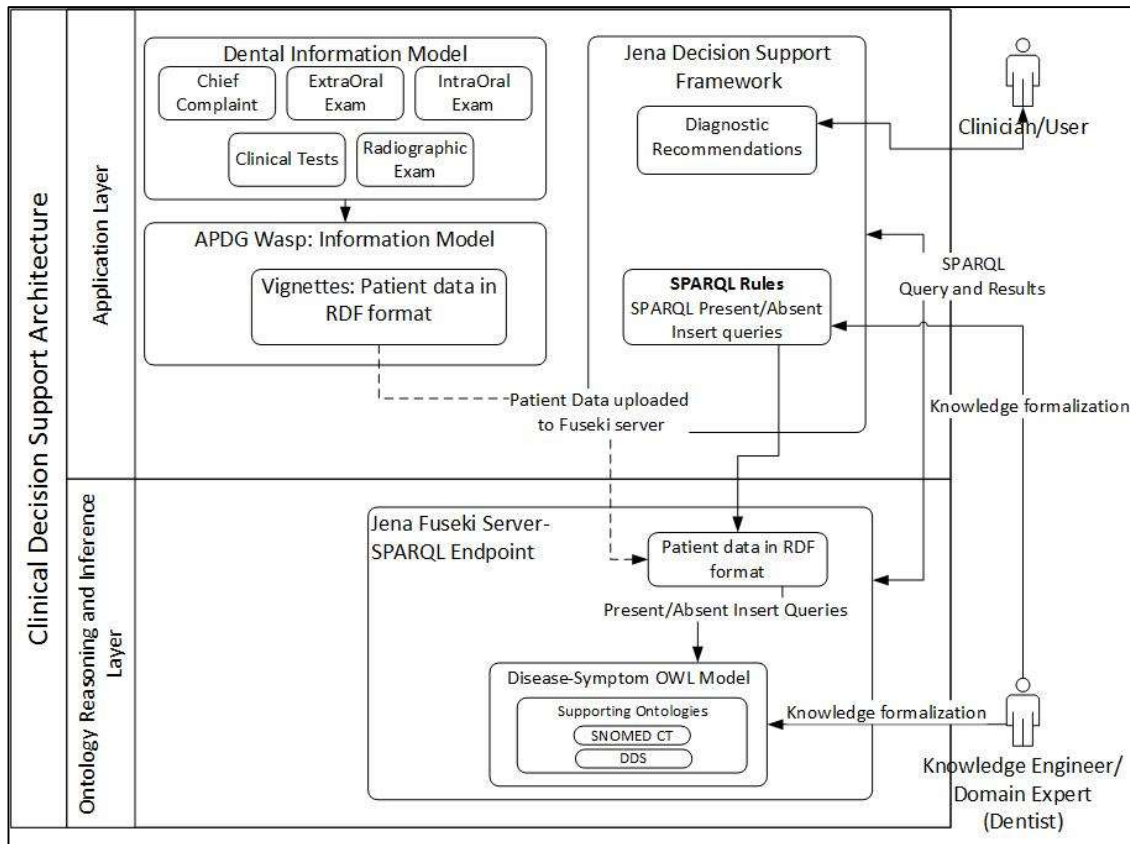 Clinical Decision Support Architecture
Application Layer
Dental Information Model
Chief
Complaint
ExtraOral
Exam
IntraOral
Exam
Clinical Tests
Radiographic
Exam
APDG Wasp: Information Model
Vignettes: Patient data in
RDF format
Jena Decision Support
Framework
Diagnostic
Recommendations
SPARQL Rules
SPARQL Present/Absent
Insert queries
Clinician/User
SPARQL
Query and Results
Patient Data uploaded
to Fuseki server
Knowledge formalization
Ontology Reasoning and Inference
Layer
Jena Fuseki Server-
SPARQL Endpoint
Patient data in RDF
format
Present/Absent Insert Queries
Disease-Symptom OWL Model
Supporting Ontologies
SNOMED CT
DDS
Knowledge formalization
Knowledge Engineer/
Domain Expert
(Dentist)